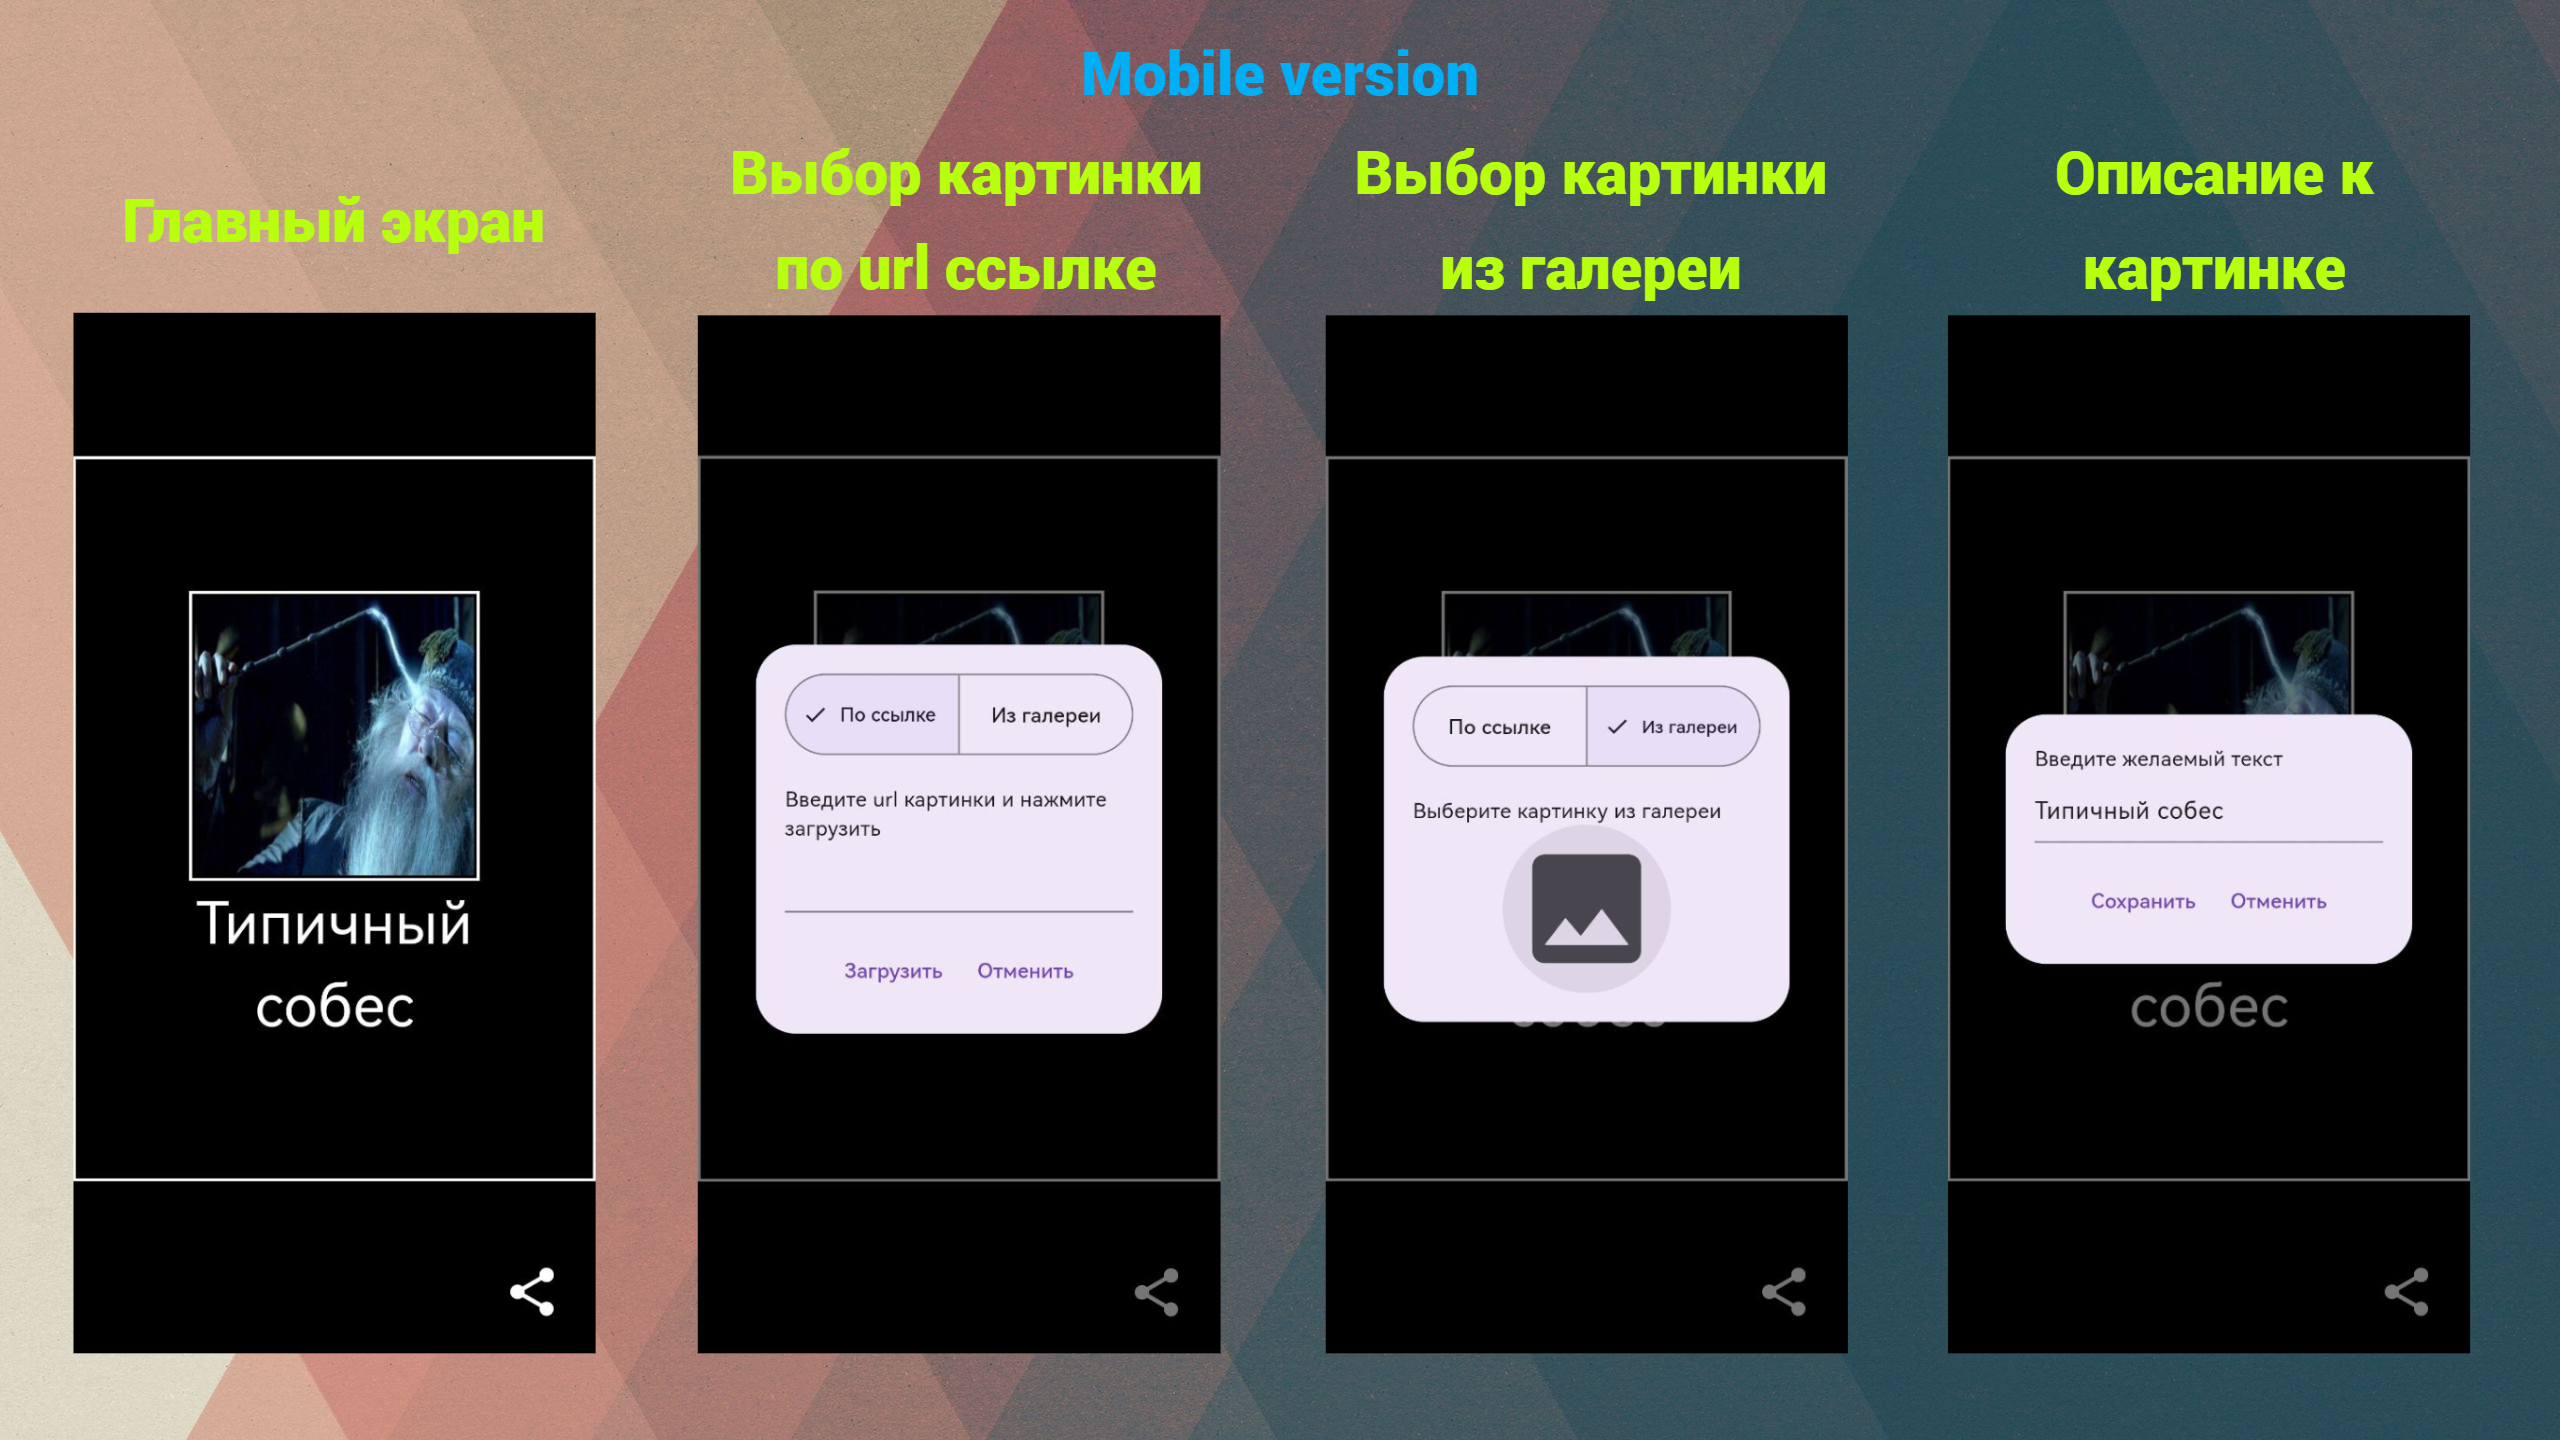 Mobile version
Главный экран
Выбор картинки
по url ссылке
Выбор картинки
из галереи
Описание к
картинке
Типичный
собес
По ссылке
Из галереи
Введите url картинки и нажмите
загрузить
Загрузить
Отменить
По ссылке
Из галереи
Выберите картинку из галереи
Введите желаемый текст
Типичный собес
Сохранить
Отменить
собес